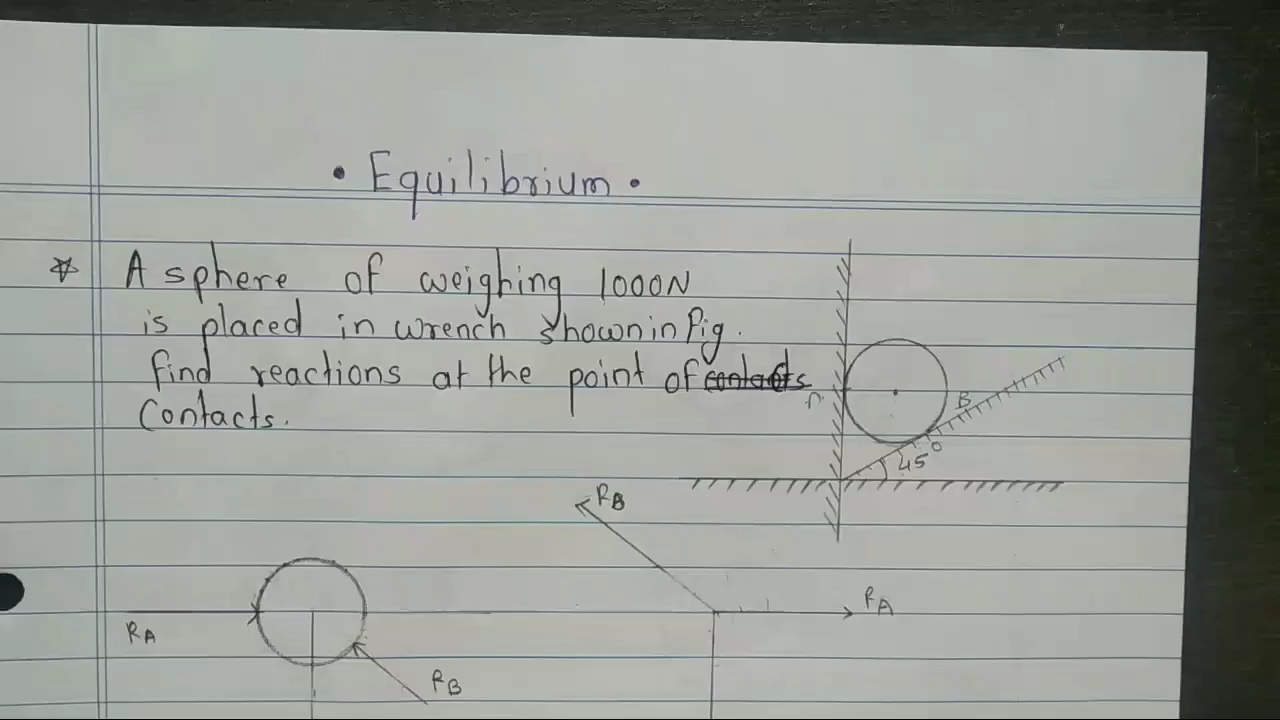 • Equilibrium •
A sphere of weighing 1000N
is placed in wrench shown in fig.
find reactions at the point of contacts
Contacts.
B
45°
RB
RA
RA
RB